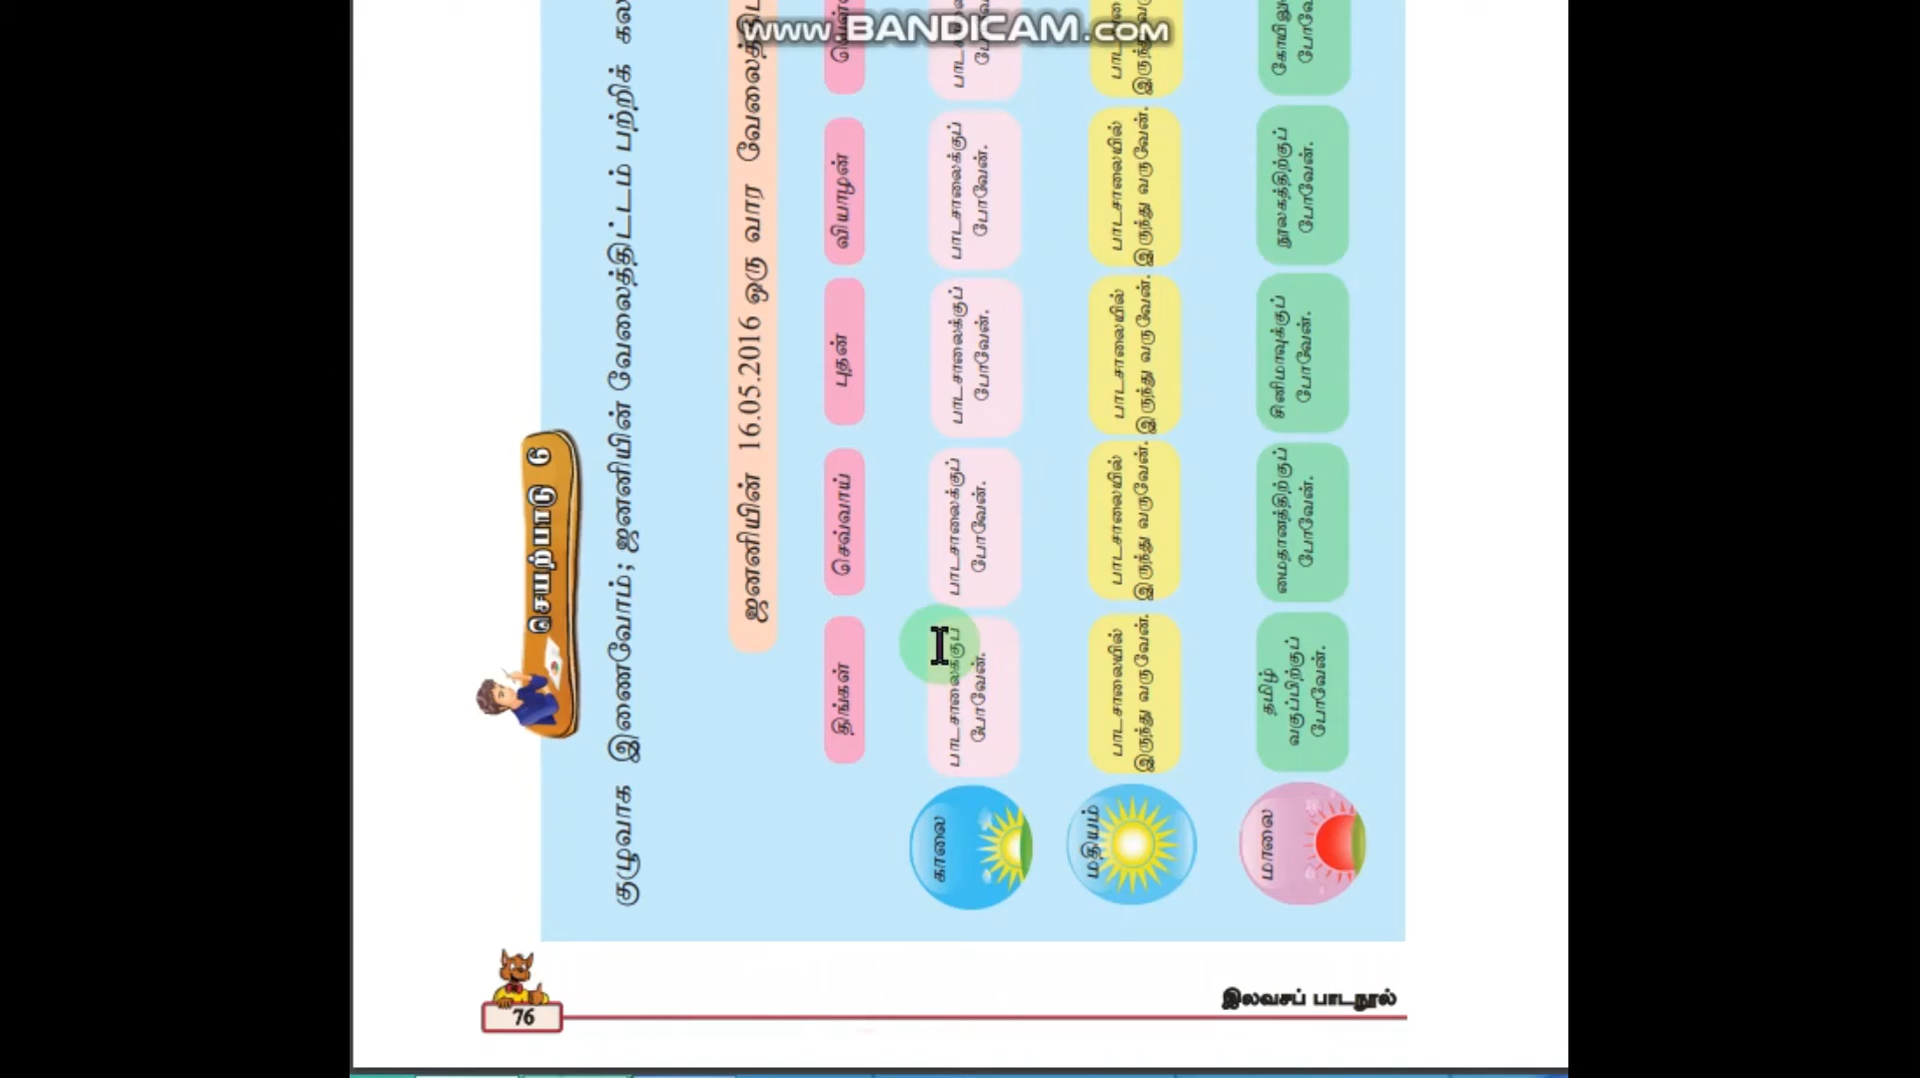 www.BANDICAM.com
செயற்பாடு 6
குழுவாக இணைவோம்; ஜனனியின் வேலைத்திட்டம் பற்றிக்
ஜனனியின் 16.05.2016 ஒரு வார
திங்கள்
செவ்வாய்
புதன்
வியாழன்
காலை
பாடசாலைக்குப்
போவேன்.
பாடசாலைக்குப்
போவேன்.
பாடசாலைக்குப்
போவேன்.
பாடசாலைக்குப்
போவேன்.
மதியம்
பாடசாலையில்
இருந்து வருவேன்.
பாடசாலையில்
இருந்து வருவேன்.
பாடசாலையில்
இருந்து வருவேன்.
பாடசாலையில்
இருந்து வருவேன்.
மாலை
தமிழ்
வகுப்பிற்குப்
போவேன்.
மைதானத்திற்குப்
போவேன்.
சினிமாவுக்குப்
போவேன்.
நூலகத்திற்குப்
போவேன்.
76
இலவசப் பாடநூல்